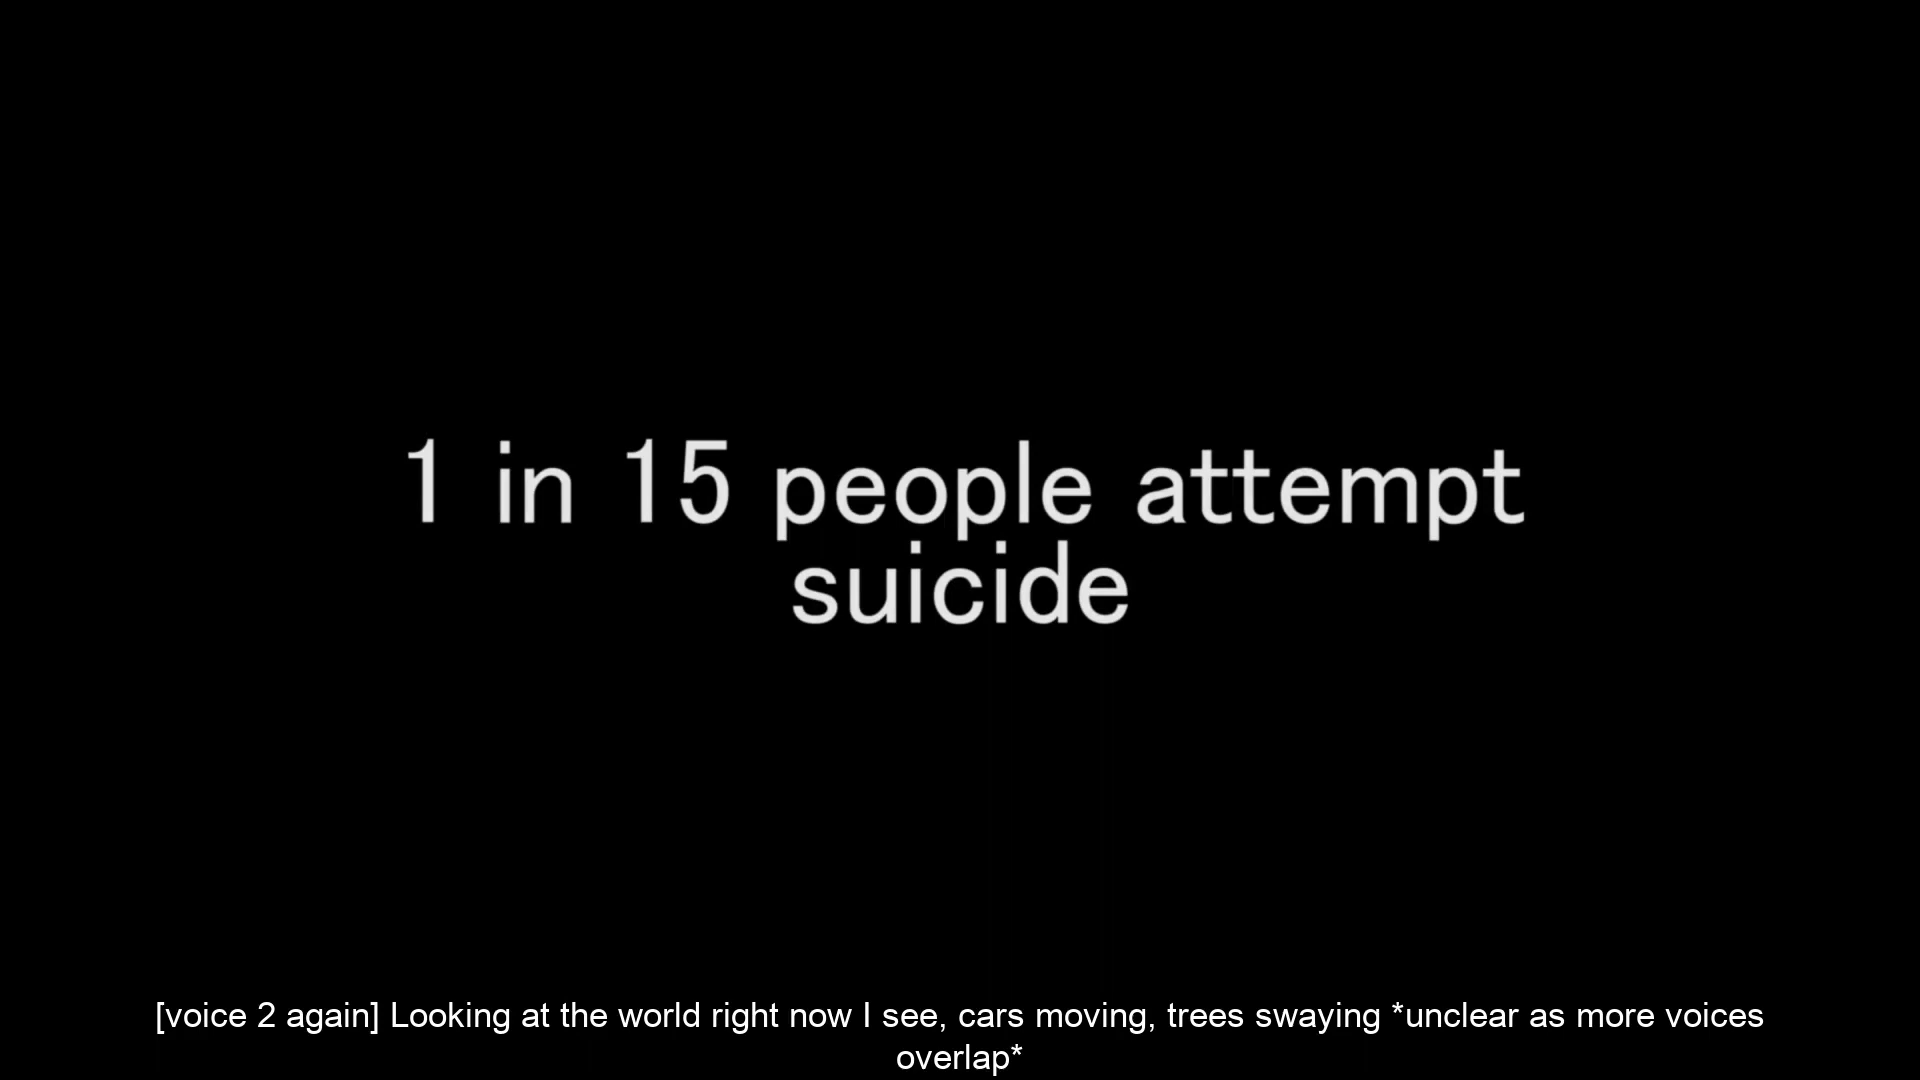 1 in 15 people attempt
suicide
[voice 2 again] Looking at the world right now I see, cars moving, trees swaying *unclear as more voices
overlap*